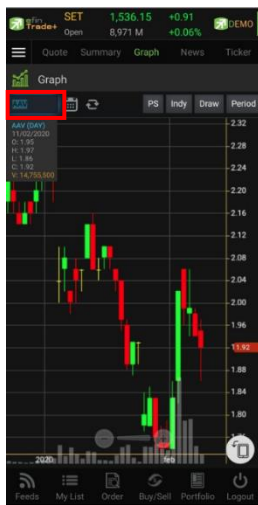 efin
Trade+
SET 1,536.15 +0.91
Open 8,971 M +0.06%
DEMO
Quote Summary Graph News Ticker
Graph
AAV
PS Indy Draw Period
AAV (DAY)
11/02/2020
O: 1.95
H: 1.97
L: 1.86
C: 1.92
V: 14,755,500
2.32
2.28
2.24
2.20
2.16
2.12
2.08
2.04
2.00
1.96
1.92
1.88
1.84
1.80
2020
feb
Feeds My List Order Buy/Sell Portfolio Logout